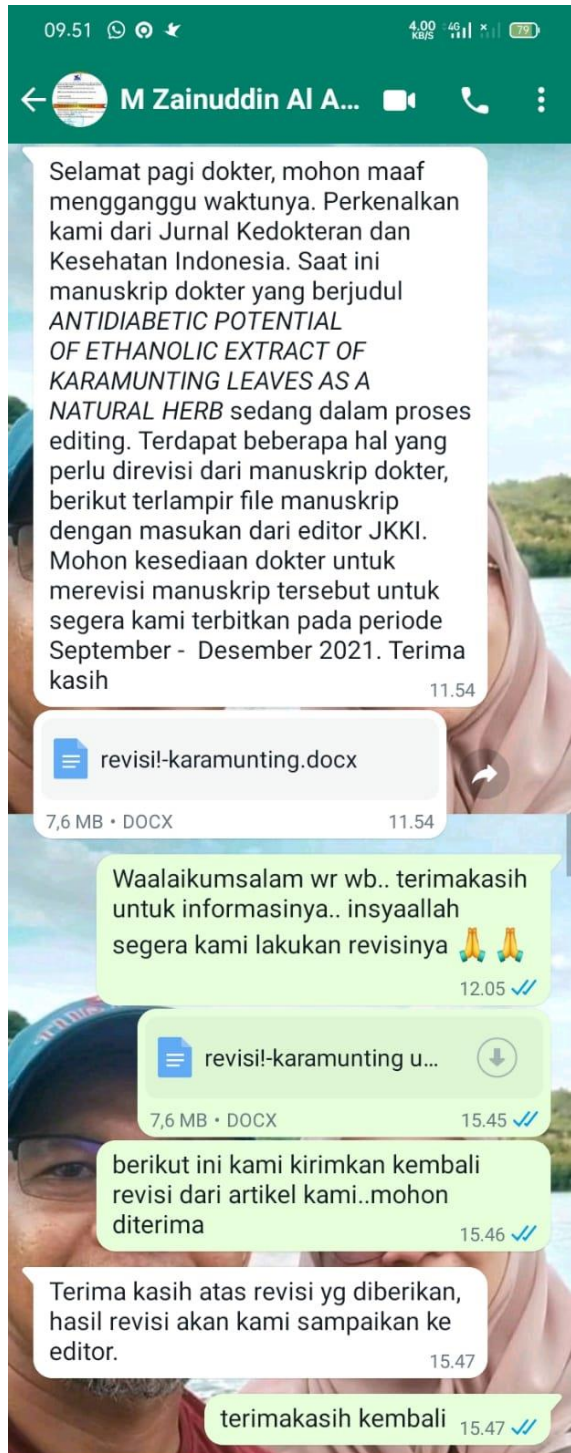 09.51 4.00 KB/S 4G 79
M Zainuddin Al A...
Selamat pagi dokter, mohon maaf
mengganggu waktunya. Perkenalkan
kami dari Jurnal Kedokteran dan
Kesehatan Indonesia. Saat ini
manuskrip dokter yang berjudul
ANTIDIABETIC POTENTIAL
OF ETHANOLIC EXTRACT OF
KARAMUNTING LEAVES AS A
NATURAL HERB sedang dalam proses
editing. Terdapat beberapa hal yang
perlu direvisi dari manuskrip dokter,
berikut terlampir file manuskrip
dengan masukan dari editor JKKI.
Mohon kesediaan dokter untuk
merevisi manuskrip tersebut untuk
segera kami terbitkan pada periode
September - Desember 2021. Terima
kasih
11.54
revisi!-karamunting.docx
7,6 MB • DOCX 11.54
Waalaikumsalam wr wb.. terimakasih
untuk informasinya.. insyaallah
segera kami lakukan revisinya 🙏 🙏
12.05
revisi!-karamunting u...
7,6 MB • DOCX 15.45
berikut ini kami kirimkan kembali
revisi dari artikel kami..mohon
diterima
15.46
Terima kasih atas revisi yg diberikan,
hasil revisi akan kami sampaikan ke
editor.
15.47
terimakasih kembali 15.47